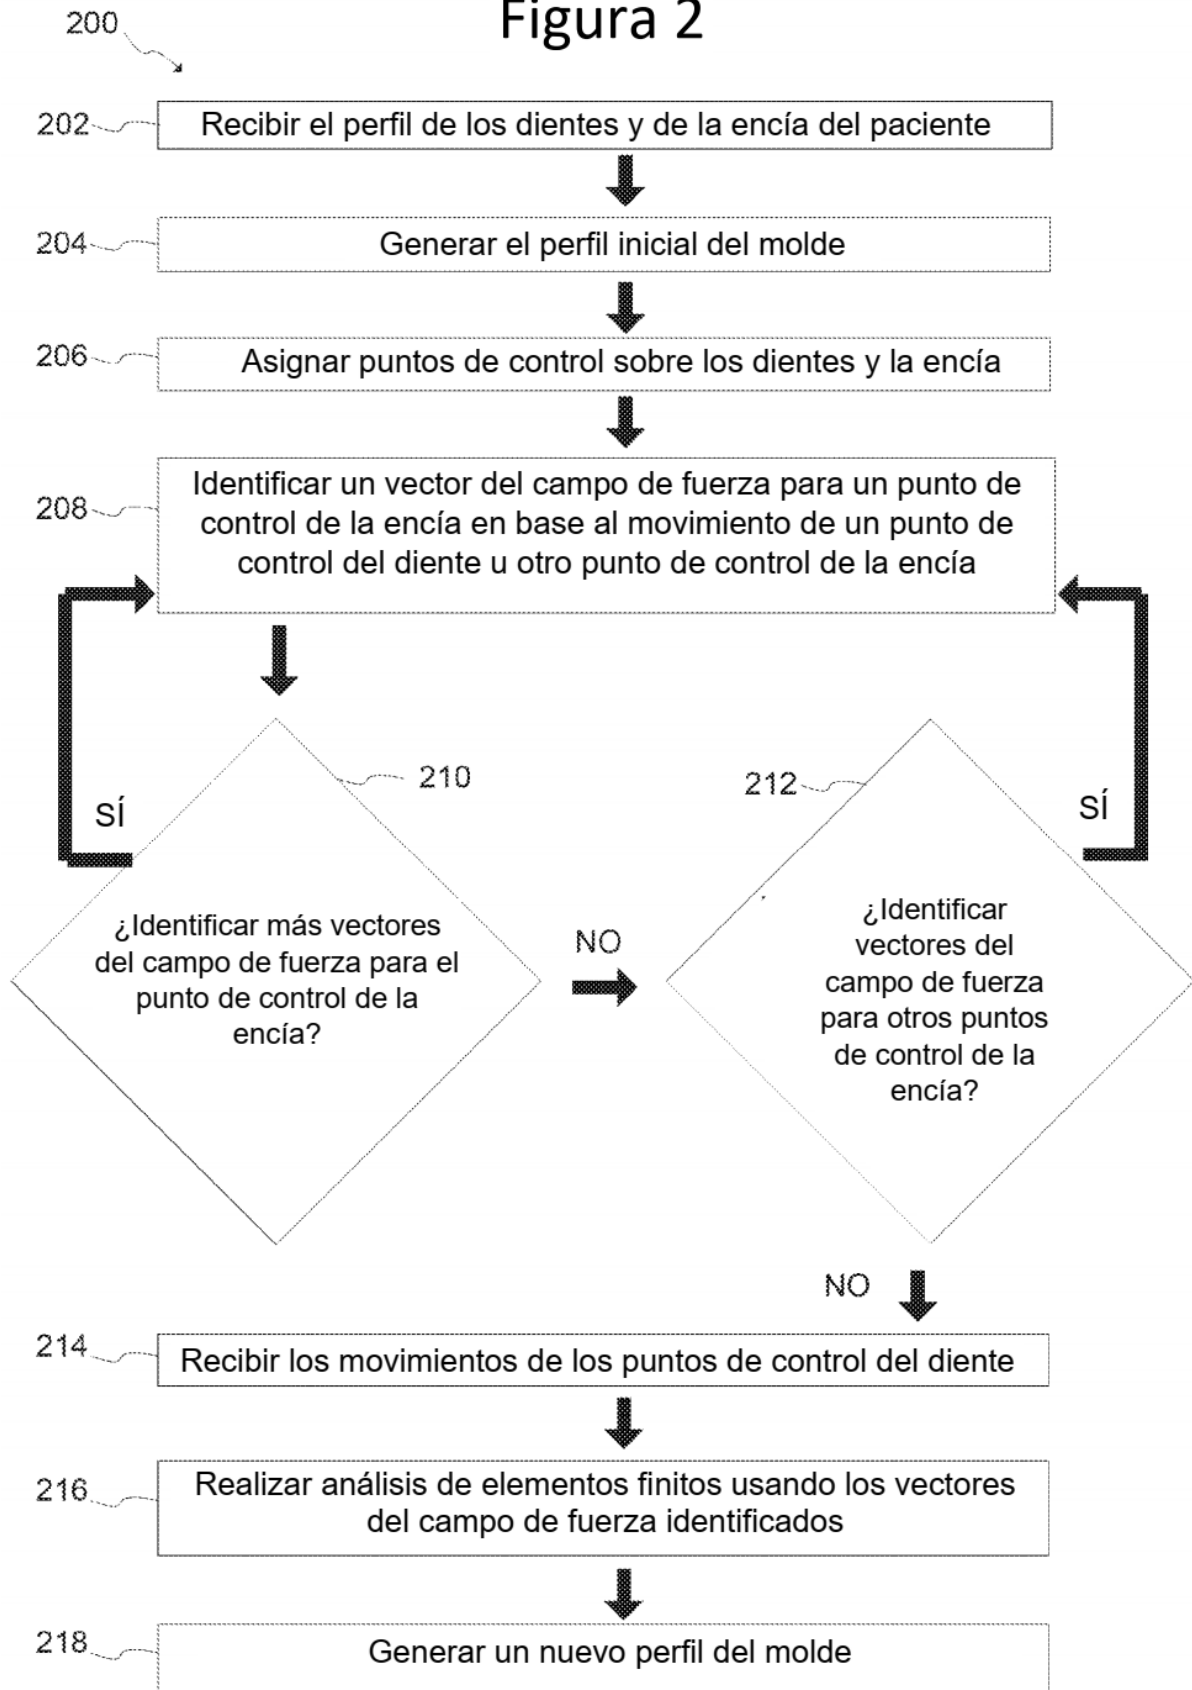 Figura 2
200
202
Recibir el perfil de los dientes y de la encía del paciente
204
Generar el perfil inicial del molde
206
Asignar puntos de control sobre los dientes y la encía
208
Identificar un vector del campo de fuerza para un punto de
control de la encía en base al movimiento de un punto de
control del diente u otro punto de control de la encía
210
SÍ
¿Identificar más vectores
del campo de fuerza para el
punto de control de la
encía?
NO
212
SÍ
¿Identificar
vectores del
campo de fuerza
para otros puntos
de control de la
encía?
NO
214
Recibir los movimientos de los puntos de control del diente
216
Realizar análisis de elementos finitos usando los vectores
del campo de fuerza identificados
218
Generar un nuevo perfil del molde